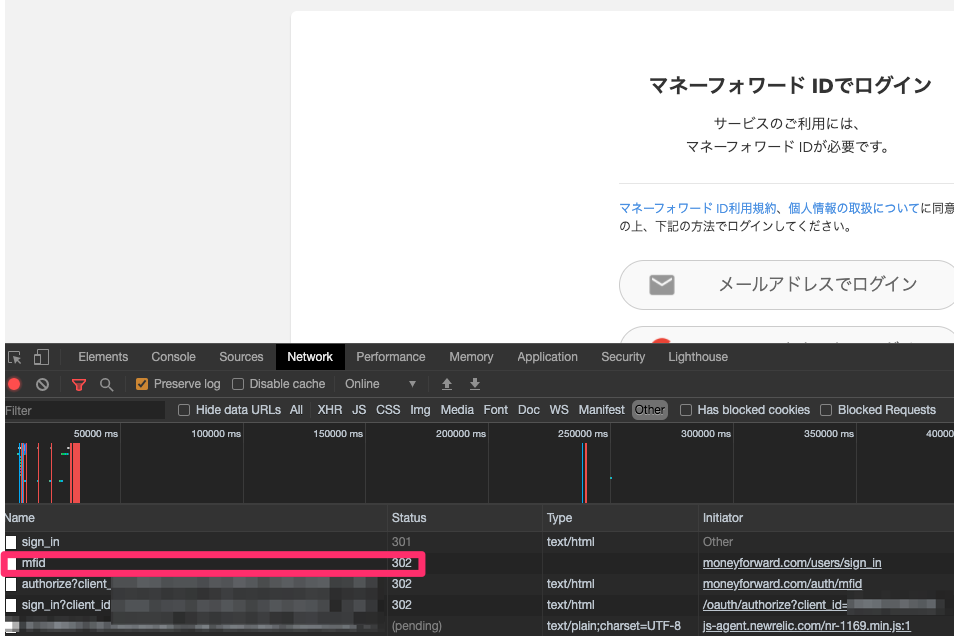 マネーフォワード IDでログイン
サービスのご利用には、
マネーフォワード IDが必要です。
マネーフォワード ID利用規約、個人情報の取扱についてに同意
の上、下記の方法でログインしてください。
メールアドレスでログイン
Elements Console Sources Network Performance Memory Application Security Lighthouse
Preserve log Disable cache Online
Filter Hide data URLs All XHR JS CSS Img Media Font Doc WS Manifest Other Has blocked cookies Blocked Requests
50000 ms 100000 ms 150000 ms 200000 ms 250000 ms 300000 ms 350000 ms 40000
Name Status Type Initiator
sign_in 301 text/html Other
mfid 302 moneyforward.com/users/sign_in
authorize?client_ 302 text/html moneyforward.com/auth/mfid
sign_in?client_id 302 text/html /oauth/authorize?client_id=
(pending) text/plain;charset=UTF-8 js-agent.newrelic.com/nr-1169.min.js:1